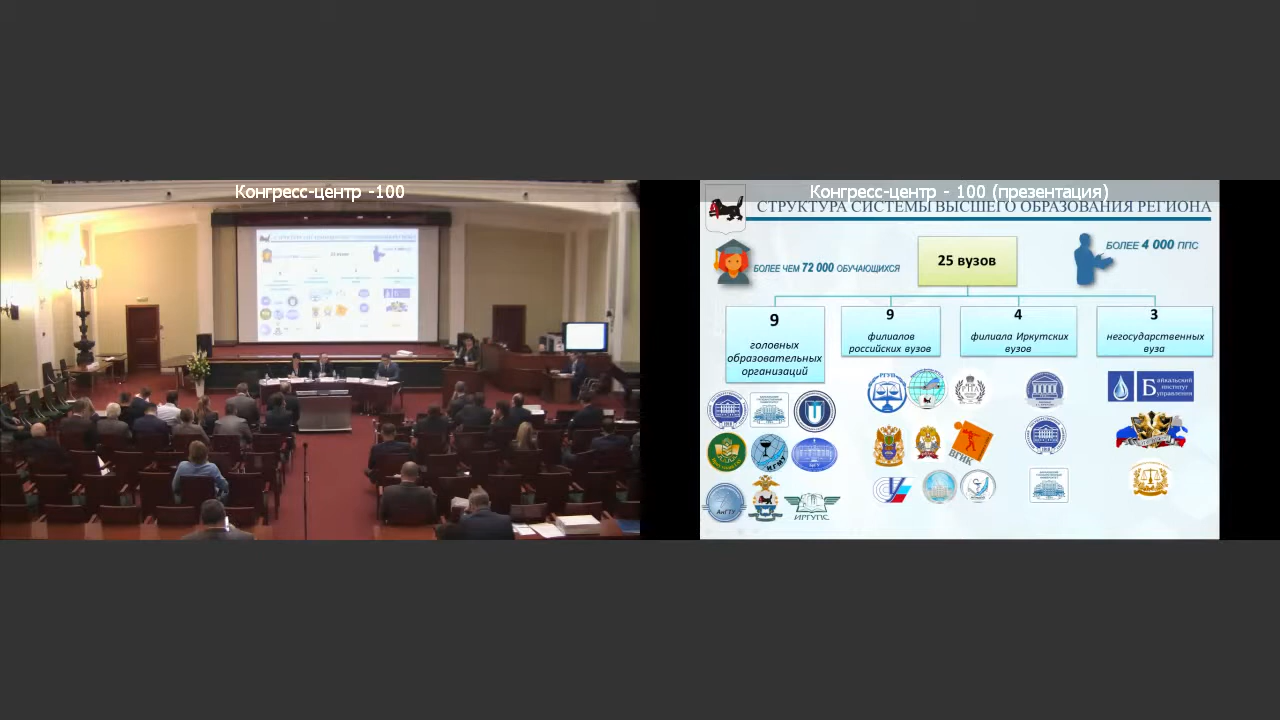 Конгресс-центр -100
Конгресс-центр - 100 (презентация)
СТРУКТУРА СИСТЕМЫ ВЫСШЕГО ОБРАЗОВАНИЯ РЕГИОНА
БОЛЕЕ ЧЕМ 72 000 ОБУЧАЮЩИХСЯ
25 вузов
БОЛЕЕ 4 000 ППС
9
головных
образовательных
организаций
9
филиалов
российских вузов
4
филиала Иркутских
вузов
3
негосударственных
вуза
Байкальский
институт
управления
ВГИК
АнГТУ
ИРГУПС